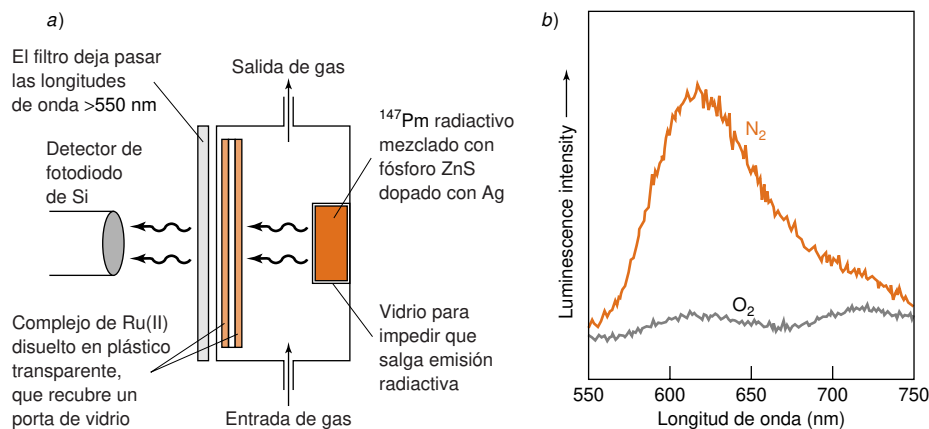 a)
El filtro deja pasar
las longitudes
de onda >550 nm
Salida de gas
147Pm radiactivo
mezclado con
fósforo ZnS
dopado con Ag
Detector de
fotodiodo
de Si
Complejo de Ru(II)
disuelto en plástico
transparente,
que recubre un
porta de vidrio
Entrada de gas
Vidrio para
impedir que
salga emisión
radiactiva
b)
Luminescence intensity
N2
O2
550 600 650 700 750
Longitud de onda (nm)